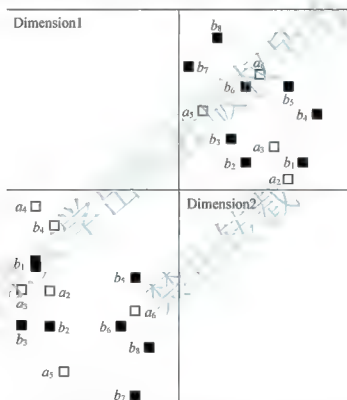 Dimension1
b₈
b₇
a₆
b₆
b₅
a₅
b₄
b₃
a₃
b₂
b₁
a₂
Dimension2
a₄
b₄
b₁
b₅
a₃
a₂
a₆
b₃
b₂
b₆
b₈
a₅
b₇